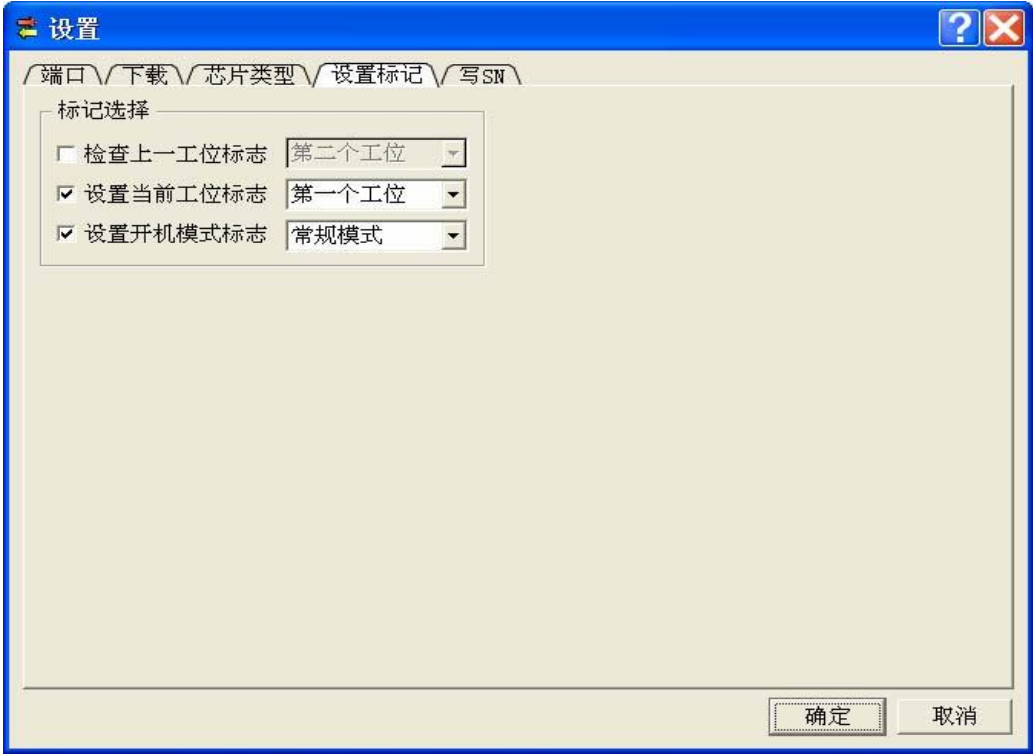 设置
端口 下载 芯片类型 设置标记 写SN
标记选择
检查上一工位标志 第二个工位
设置当前工位标志 第一个工位
设置开机模式标志 常规模式
确定 取消